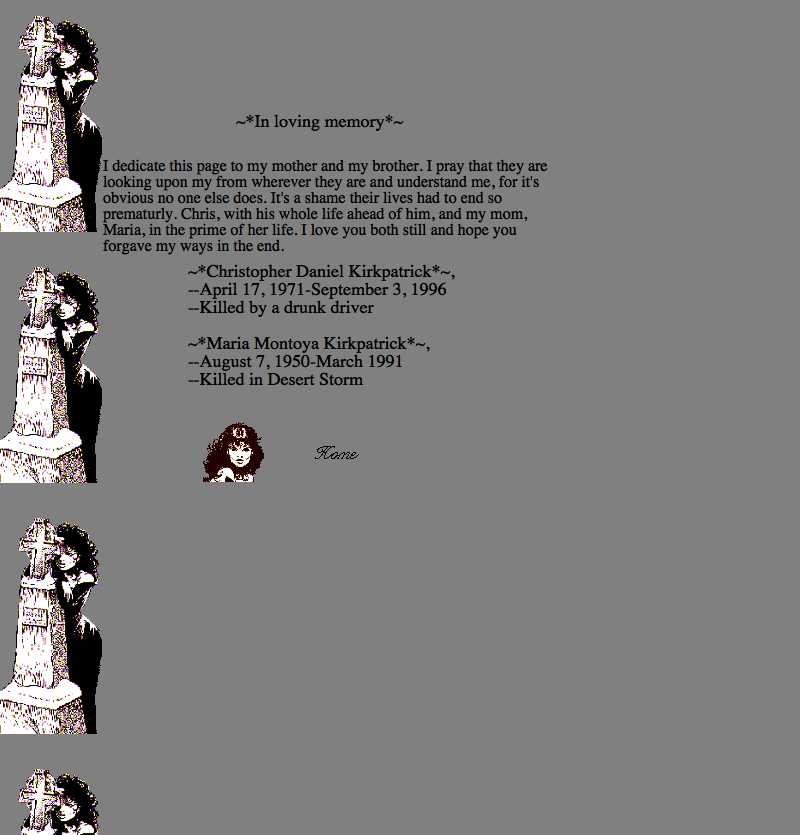 ~*In loving memory*~
I dedicate this page to my mother and my brother. I pray that they are
looking upon my from wherever they are and understand me, for it's
obvious no one else does. It's a shame their lives had to end so
prematurly. Chris, with his whole life ahead of him, and my mom,
Maria, in the prime of her life. I love you both still and hope you
forgave my ways in the end.
~*Christopher Daniel Kirkpatrick*~,
--April 17, 1971-September 3, 1996
--Killed by a drunk driver
~*Maria Montoya Kirkpatrick*~,
--August 7, 1950-March 1991
--Killed in Desert Storm
Home